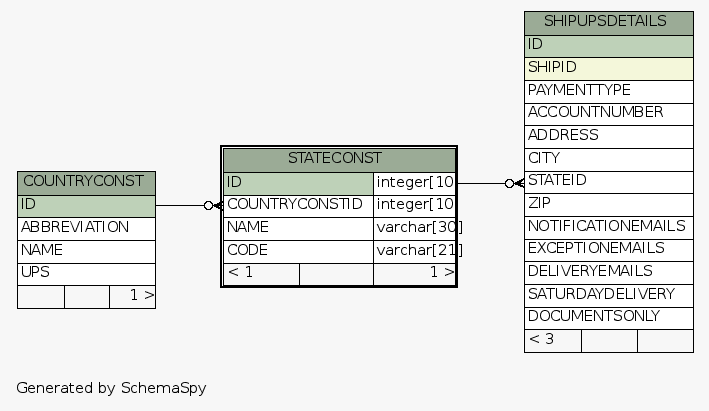 COUNTRYCONST
ID
ABBREVIATION
NAME
UPS
1 >
STATECONST
ID integer[10
COUNTRYCONSTID integer[10
NAME varchar[30]
CODE varchar[21]
< 1 1 >
SHIPUPSDETAILS
ID
SHIPID
PAYMENTTYPE
ACCOUNTNUMBER
ADDRESS
CITY
STATEID
ZIP
NOTIFICATIONEMAILS
EXCEPTIONEMAILS
DELIVERYEMAILS
SATURDAYDELIVERY
DOCUMENTSONLY
< 3
Generated by SchemaSpy